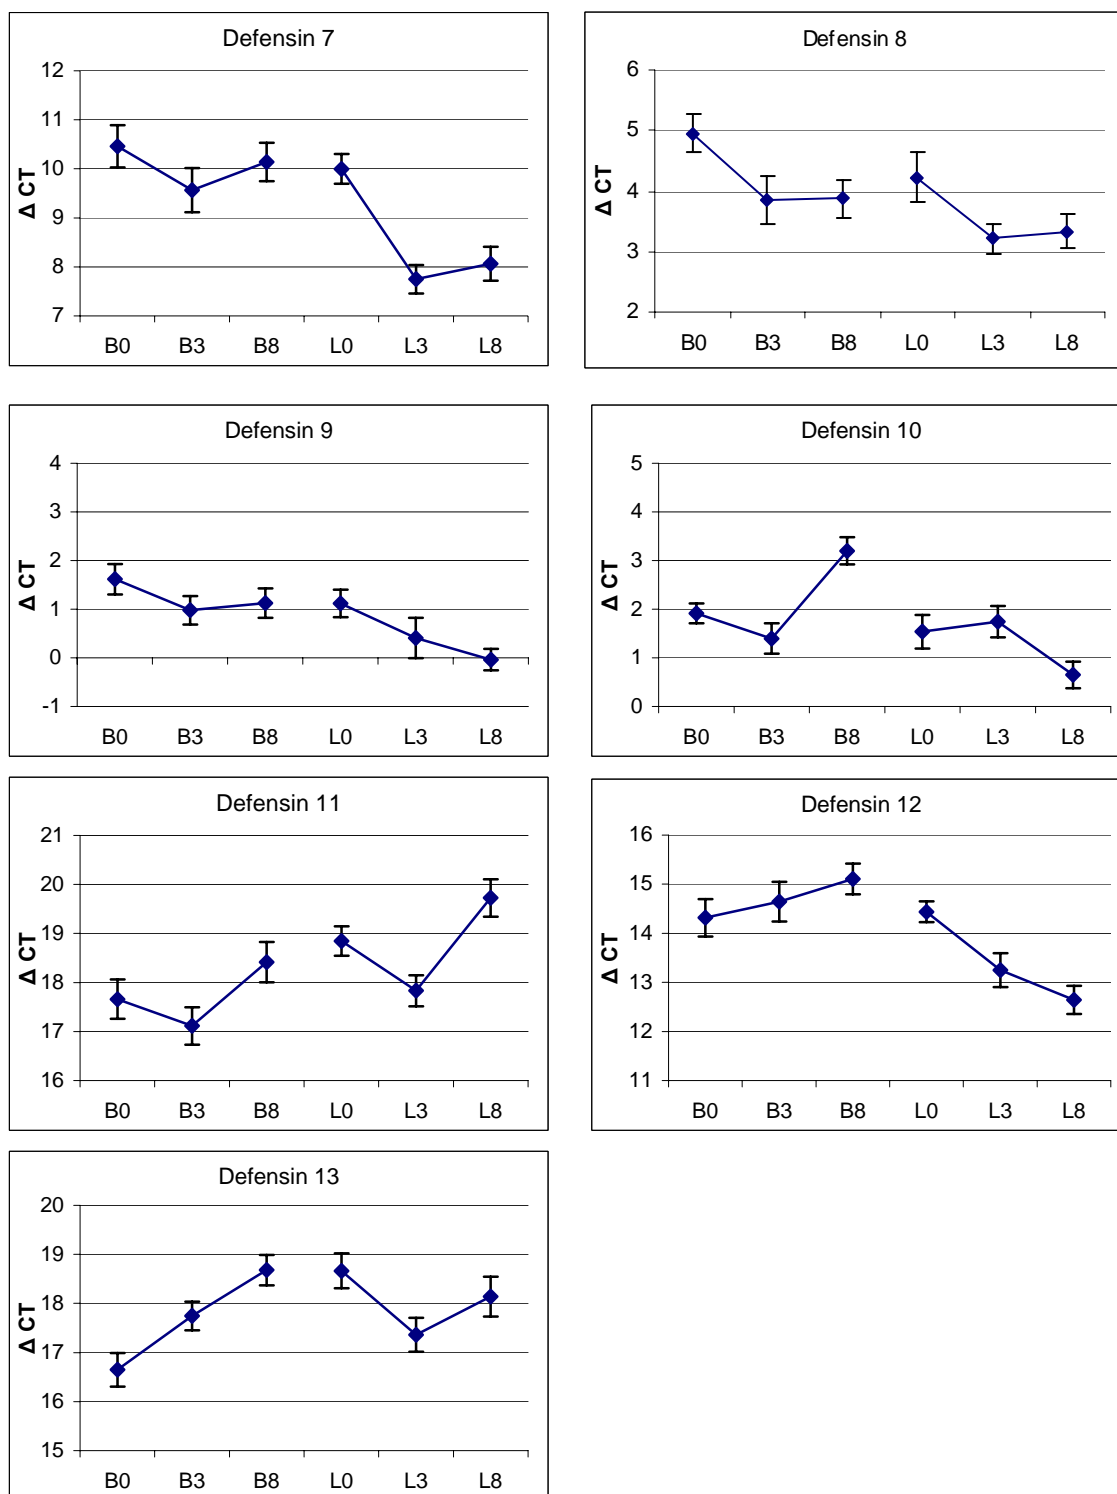 Defensin 7
12
11
10
9
8
7
Δ CT
B0 B3 B8 L0 L3 L8
Defensin 8
6
5
4
3
2
Δ CT
B0 B3 B8 L0 L3 L8
Defensin 9
4
3
2
1
0
-1
Δ CT
B0 B3 B8 L0 L3 L8
Defensin 10
5
4
3
2
1
0
Δ CT
B0 B3 B8 L0 L3 L8
Defensin 11
21
20
19
18
17
16
Δ CT
B0 B3 B8 L0 L3 L8
Defensin 12
16
15
14
13
12
11
Δ CT
B0 B3 B8 L0 L3 L8
Defensin 13
20
19
18
17
16
15
Δ CT
B0 B3 B8 L0 L3 L8